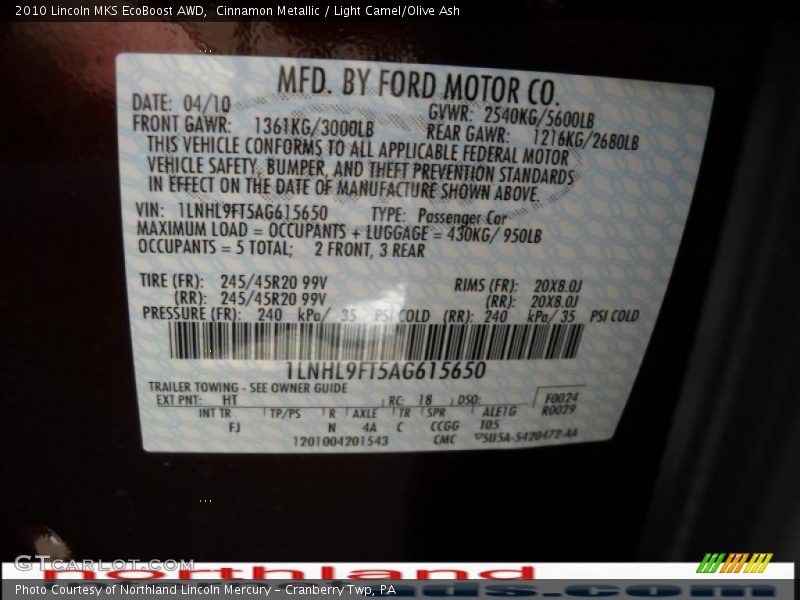 2010 Lincoln MKS EcoBoost AWD,  Cinnamon Metallic / Light Camel/Olive Ash
MFD. BY FORD MOTOR CO.
DATE: 04/10 GVWR: 2540KG/5600LB
FRONT GAWR: 1361KG/3000LB REAR GAWR: 1216KG/2680LB
THIS VEHICLE CONFORMS TO ALL APPLICABLE FEDERAL MOTOR
VEHICLE SAFETY, BUMPER, AND THEFT PREVENTION STANDARDS
IN EFFECT ON THE DATE OF MANUFACTURE SHOWN ABOVE.
VIN: 1LNHL9FT5AG615650 TYPE: Passenger Car
MAXIMUM LOAD = OCCUPANTS + LUGGAGE = 430KG/ 950LB
OCCUPANTS = 5 TOTAL; 2 FRONT, 3 REAR
TIRE (FR): 245/45R20 99V RIMS (FR): 20X8.0J
(RR): 245/45R20 99V (RR): 20X8.0J
PRESSURE (FR): 240 kPa/ 35 PSI COLD (RR): 240 kPa/ 35 PSI COLD
1LNHL9FT5AG615650
TRAILER TOWING - SEE OWNER GUIDE
EXT PNT: HT RC: 18 DSO: F0024
R0029
INT TR TP/PS R AXLE TR SPR
FJ N 4A C CCGG T05
1201004201543 CMC
GTCARLOT.COM
northland
Photo Courtesy of Northland Lincoln Mercury - Cranberry Twp, PA